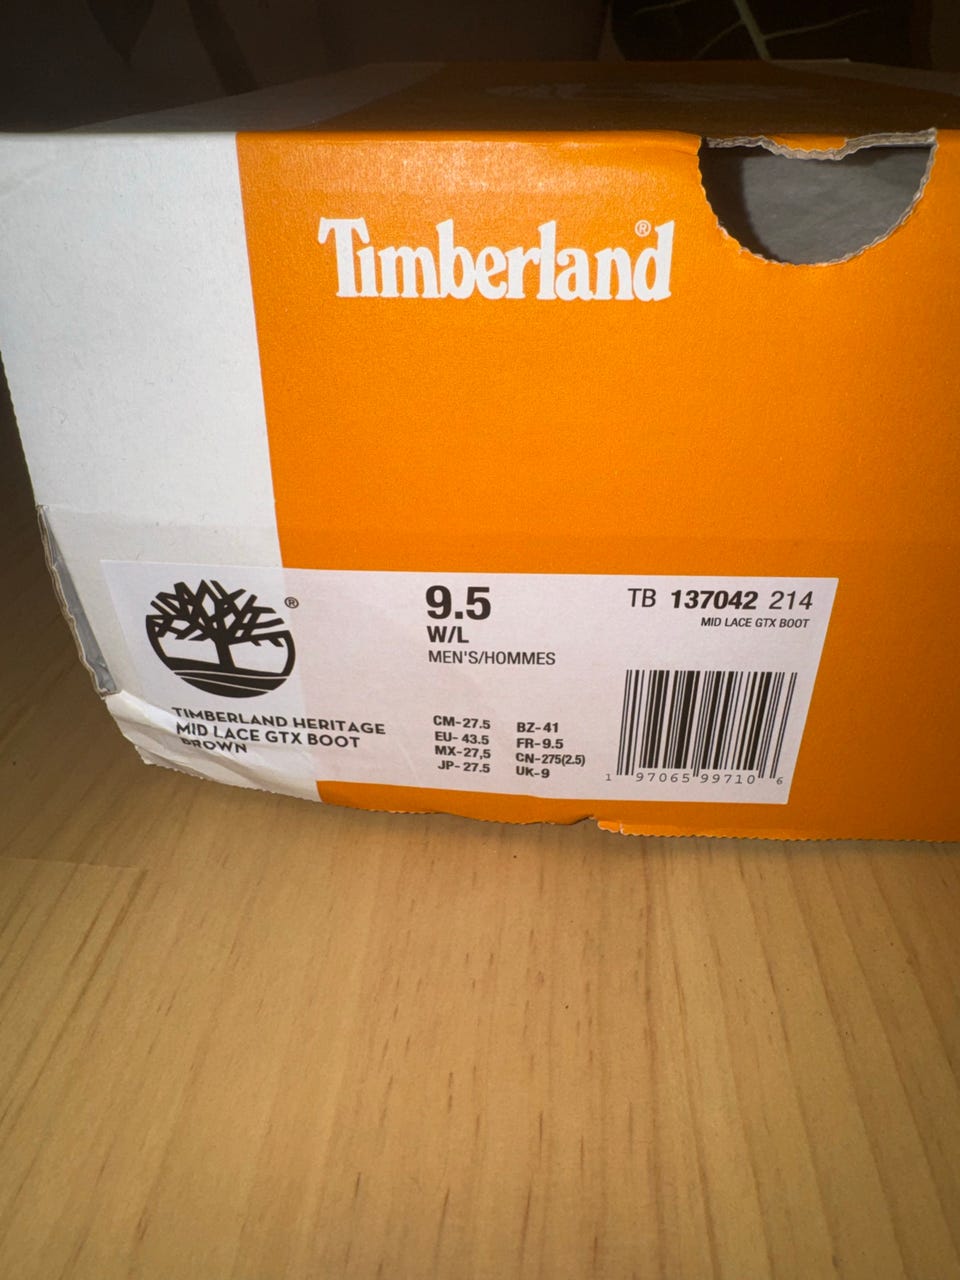 Timberland®
®
TIMBERLAND HERITAGE
MID LACE GTX BOOT
BROWN
9.5
W/L
MEN'S/HOMMES
CM-27.5 BZ-41
EU- 43.5 FR-9.5
MX-27,5 CN-275(2.5)
JP- 27.5 UK-9
TB 137042 214
MID LACE GTX BOOT
1 97065 99710 6